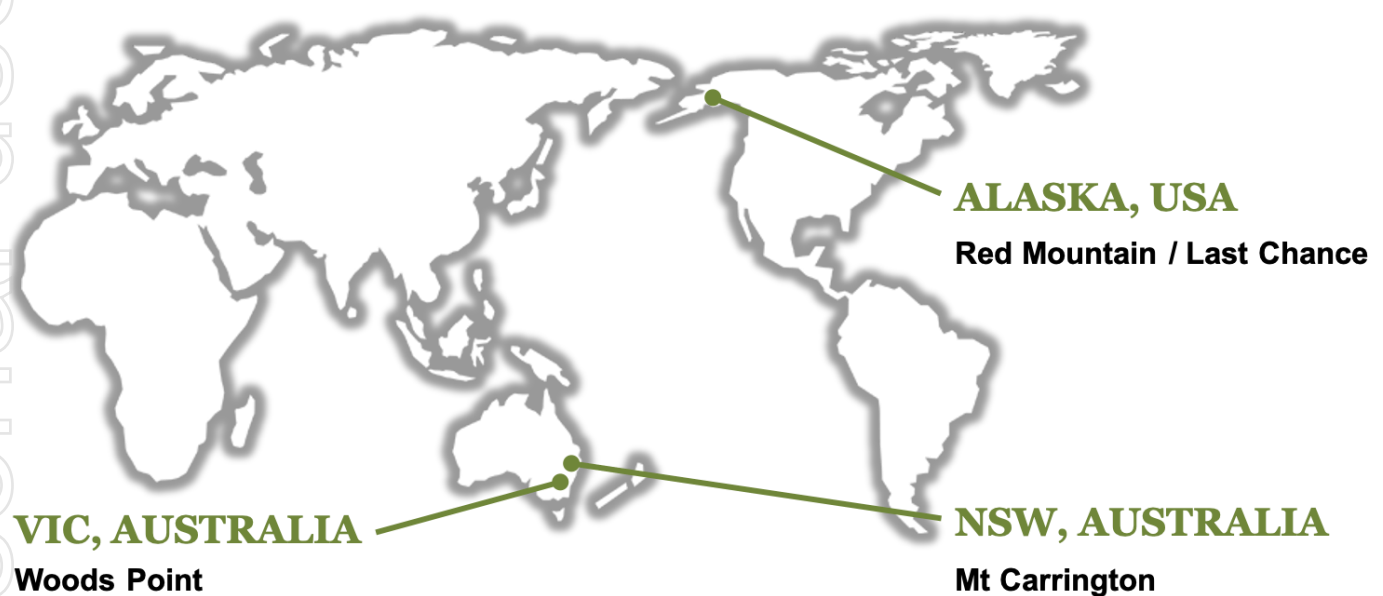 ALASKA, USA
Red Mountain / Last Chance
VIC, AUSTRALIA
Woods Point
NSW, AUSTRALIA
Mt Carrington